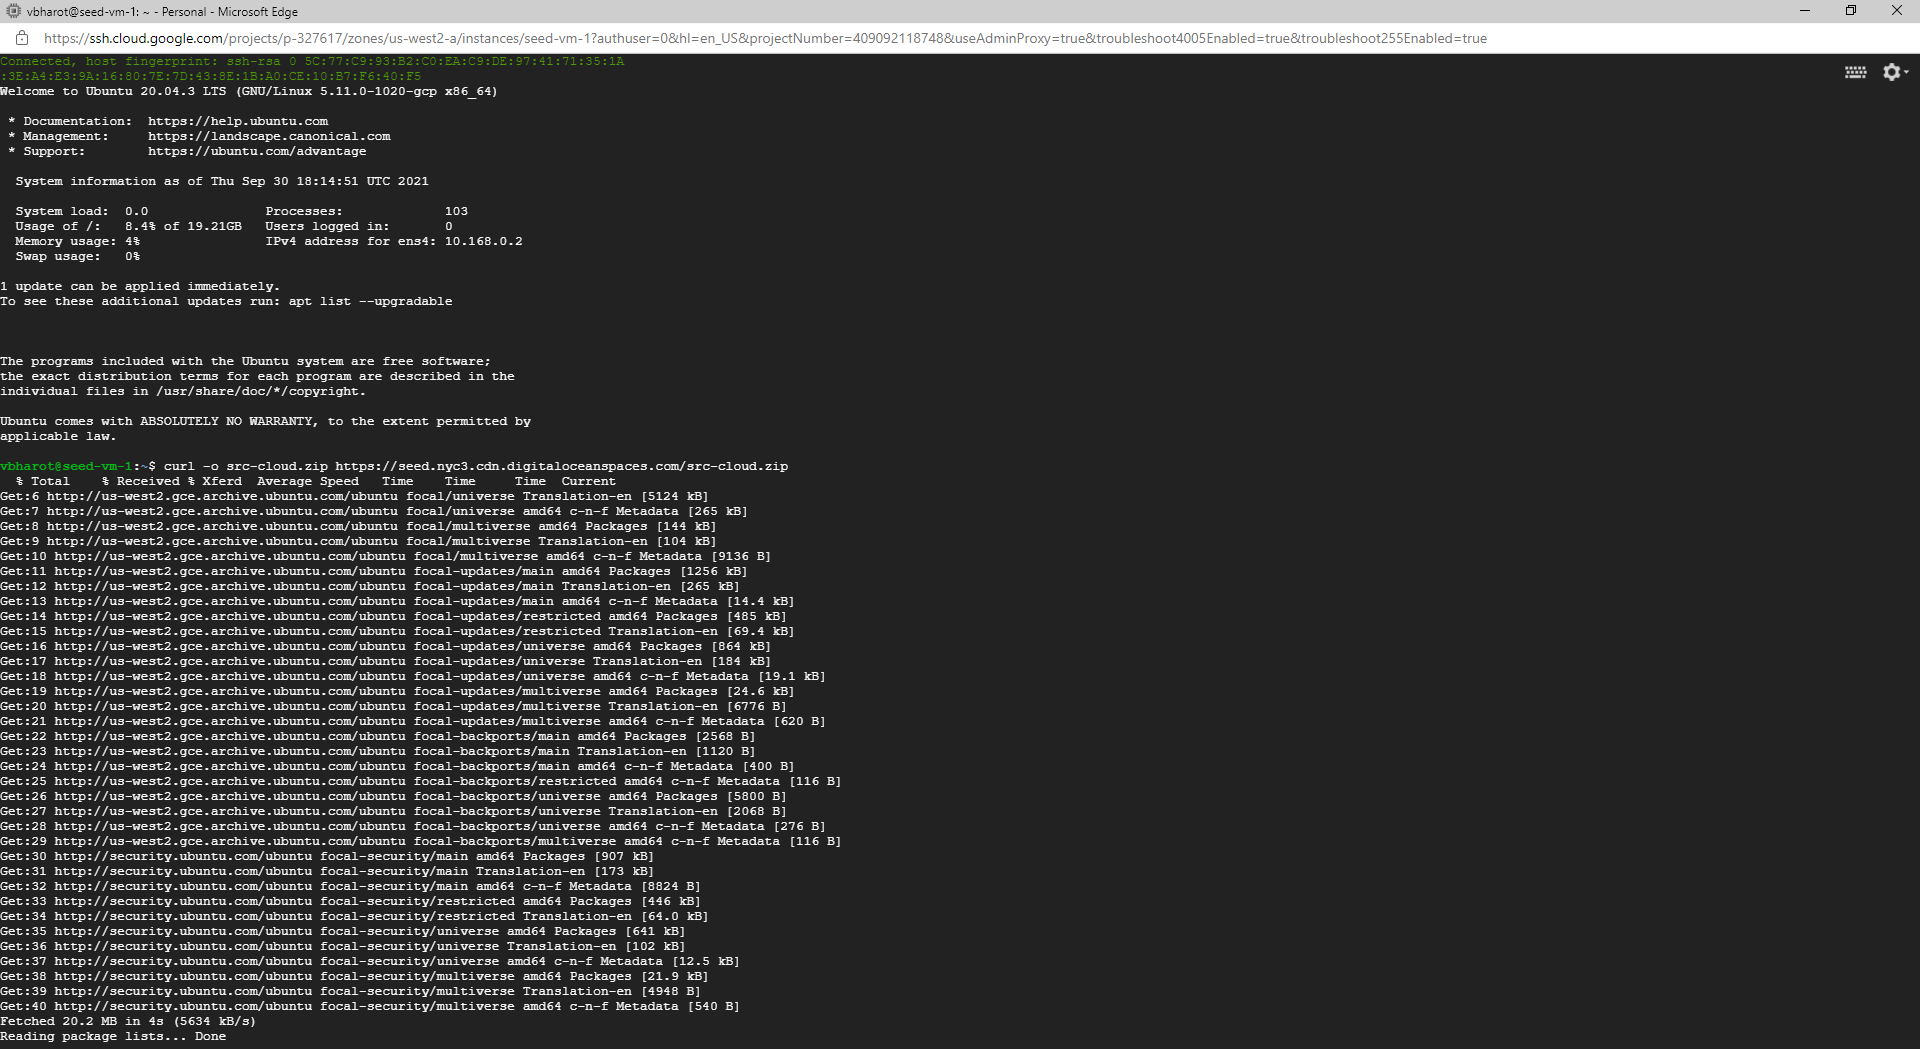 vbharot@seed-vm-1: ~ - Personal - Microsoft Edge
https://ssh.cloud.google.com/projects/p-327617/zones/us-west2-a/instances/seed-vm-1?authuser=0&hl=en_US&projectNumber=409092118748&useAdminProxy=true&troubleshoot4005Enabled=true&troubleshoot255Enabled=true
Connected, host fingerprint: ssh-rsa 0 5C:77:C9:93:B2:C0:EA:C9:DE:97:41:71:35:1A
:3E:A4:E3:9A:16:80:7E:7D:43:8E:1B:A0:CE:10:B7:F6:40:F5
Welcome to Ubuntu 20.04.3 LTS (GNU/Linux 5.11.0-1020-gcp x86_64)
* Documentation:  https://help.ubuntu.com
* Management:     https://landscape.canonical.com
* Support:        https://ubuntu.com/advantage
System information as of Thu Sep 30 18:14:51 UTC 2021
System load:  0.0               Processes:             103
Usage of /:   8.4% of 19.21GB   Users logged in:       0
Memory usage: 4%                IPv4 address for ens4: 10.168.0.2
Swap usage:   0%
1 update can be applied immediately.
To see these additional updates run: apt list --upgradable
The programs included with the Ubuntu system are free software;
the exact distribution terms for each program are described in the
individual files in /usr/share/doc/*/copyright.
Ubuntu comes with ABSOLUTELY NO WARRANTY, to the extent permitted by
applicable law.
vbharot@seed-vm-1:~$ curl -o src-cloud.zip https://seed.nyc3.cdn.digitaloceanspaces.com/src-cloud.zip
% Total    % Received % Xferd  Average Speed   Time    Time     Time  Current
Get:6 http://us-west2.gce.archive.ubuntu.com/ubuntu focal/universe Translation-en [5124 kB]
Get:7 http://us-west2.gce.archive.ubuntu.com/ubuntu focal/universe amd64 c-n-f Metadata [265 kB]
Get:8 http://us-west2.gce.archive.ubuntu.com/ubuntu focal/multiverse amd64 Packages [144 kB]
Get:9 http://us-west2.gce.archive.ubuntu.com/ubuntu focal/multiverse Translation-en [104 kB]
Get:10 http://us-west2.gce.archive.ubuntu.com/ubuntu focal/multiverse amd64 c-n-f Metadata [9136 B]
Get:11 http://us-west2.gce.archive.ubuntu.com/ubuntu focal-updates/main amd64 Packages [1256 kB]
Get:12 http://us-west2.gce.archive.ubuntu.com/ubuntu focal-updates/main Translation-en [265 kB]
Get:13 http://us-west2.gce.archive.ubuntu.com/ubuntu focal-updates/main amd64 c-n-f Metadata [14.4 kB]
Get:14 http://us-west2.gce.archive.ubuntu.com/ubuntu focal-updates/restricted amd64 Packages [485 kB]
Get:15 http://us-west2.gce.archive.ubuntu.com/ubuntu focal-updates/restricted Translation-en [69.4 kB]
Get:16 http://us-west2.gce.archive.ubuntu.com/ubuntu focal-updates/universe amd64 Packages [864 kB]
Get:17 http://us-west2.gce.archive.ubuntu.com/ubuntu focal-updates/universe Translation-en [184 kB]
Get:18 http://us-west2.gce.archive.ubuntu.com/ubuntu focal-updates/universe amd64 c-n-f Metadata [19.1 kB]
Get:19 http://us-west2.gce.archive.ubuntu.com/ubuntu focal-updates/multiverse amd64 Packages [24.6 kB]
Get:20 http://us-west2.gce.archive.ubuntu.com/ubuntu focal-updates/multiverse Translation-en [6776 B]
Get:21 http://us-west2.gce.archive.ubuntu.com/ubuntu focal-updates/multiverse amd64 c-n-f Metadata [620 B]
Get:22 http://us-west2.gce.archive.ubuntu.com/ubuntu focal-backports/main amd64 Packages [2568 B]
Get:23 http://us-west2.gce.archive.ubuntu.com/ubuntu focal-backports/main Translation-en [1120 B]
Get:24 http://us-west2.gce.archive.ubuntu.com/ubuntu focal-backports/main amd64 c-n-f Metadata [400 B]
Get:25 http://us-west2.gce.archive.ubuntu.com/ubuntu focal-backports/restricted amd64 c-n-f Metadata [116 B]
Get:26 http://us-west2.gce.archive.ubuntu.com/ubuntu focal-backports/universe amd64 Packages [5800 B]
Get:27 http://us-west2.gce.archive.ubuntu.com/ubuntu focal-backports/universe Translation-en [2068 B]
Get:28 http://us-west2.gce.archive.ubuntu.com/ubuntu focal-backports/universe amd64 c-n-f Metadata [276 B]
Get:29 http://us-west2.gce.archive.ubuntu.com/ubuntu focal-backports/multiverse amd64 c-n-f Metadata [116 B]
Get:30 http://security.ubuntu.com/ubuntu focal-security/main amd64 Packages [907 kB]
Get:31 http://security.ubuntu.com/ubuntu focal-security/main Translation-en [173 kB]
Get:32 http://security.ubuntu.com/ubuntu focal-security/main amd64 c-n-f Metadata [8824 B]
Get:33 http://security.ubuntu.com/ubuntu focal-security/restricted amd64 Packages [446 kB]
Get:34 http://security.ubuntu.com/ubuntu focal-security/restricted Translation-en [64.0 kB]
Get:35 http://security.ubuntu.com/ubuntu focal-security/universe amd64 Packages [641 kB]
Get:36 http://security.ubuntu.com/ubuntu focal-security/universe Translation-en [102 kB]
Get:37 http://security.ubuntu.com/ubuntu focal-security/universe amd64 c-n-f Metadata [12.5 kB]
Get:38 http://security.ubuntu.com/ubuntu focal-security/multiverse amd64 Packages [21.9 kB]
Get:39 http://security.ubuntu.com/ubuntu focal-security/multiverse Translation-en [4948 B]
Get:40 http://security.ubuntu.com/ubuntu focal-security/multiverse amd64 c-n-f Metadata [540 B]
Fetched 20.2 MB in 4s (5634 kB/s)
Reading package lists... Done